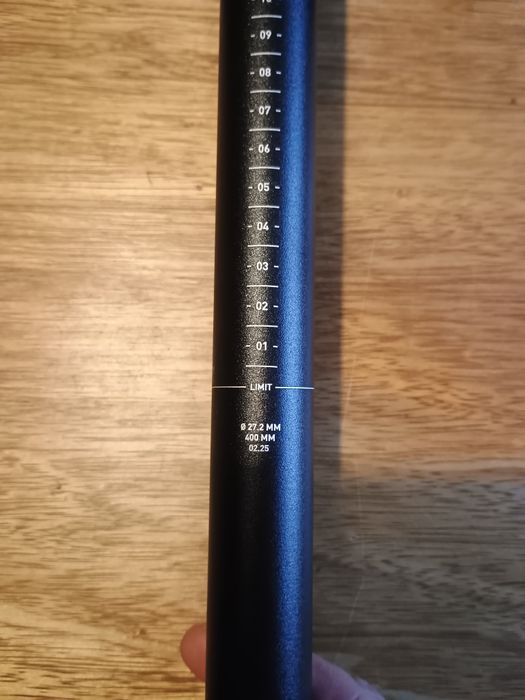 - 09 -
- 08 -
- 07 -
- 06 -
- 05 -
- 04 -
- 03 -
- 02 -
- 01 -
LIMIT
Ø 27.2 MM
400 MM
02.25